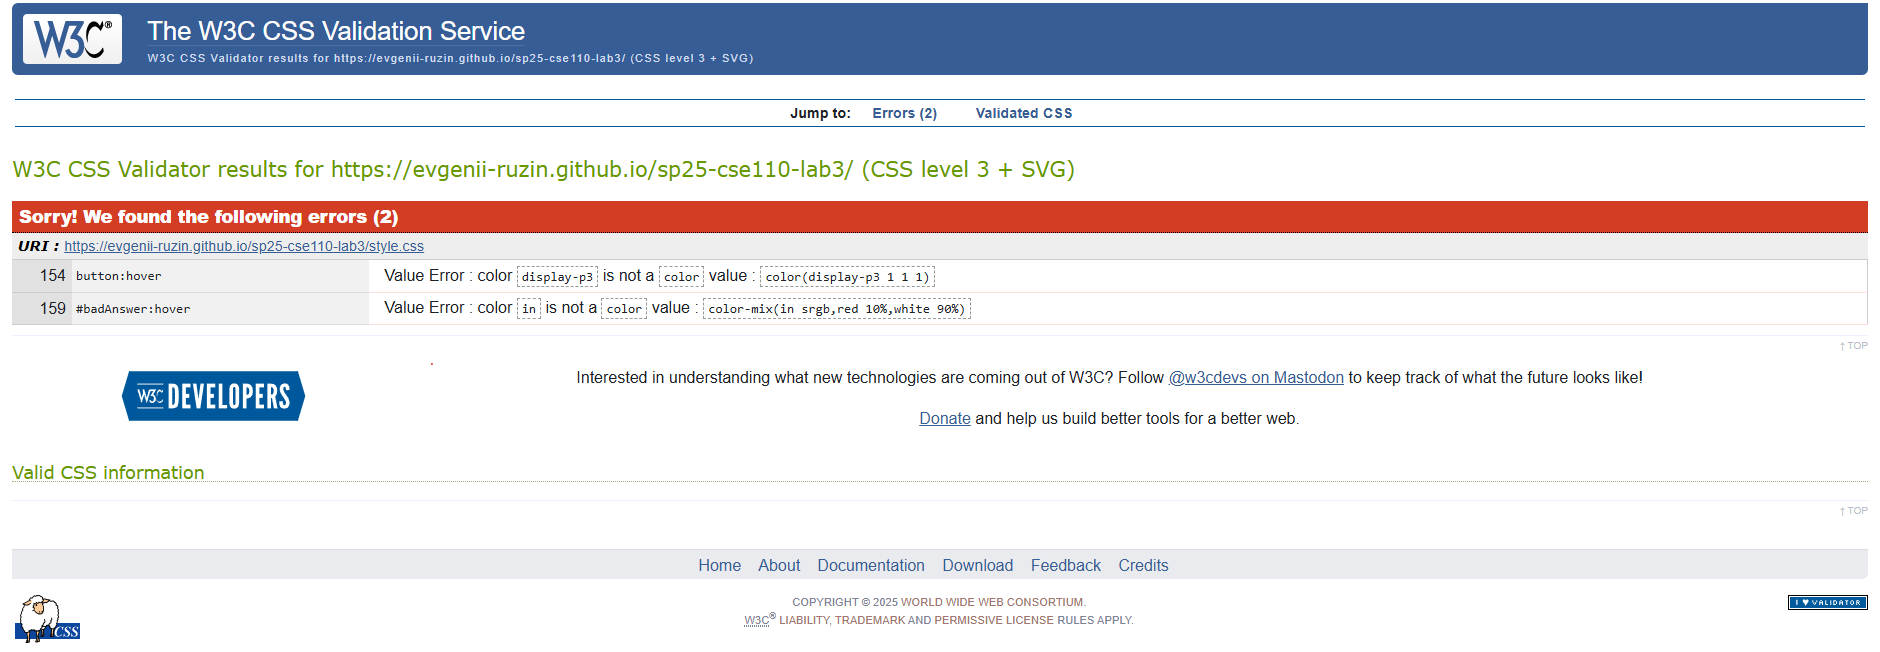 W3C®
The W3C CSS Validation Service
W3C CSS Validator results for https://evgenii-ruzin.github.io/sp25-cse110-lab3/ (CSS level 3 + SVG)
Jump to: Errors (2) Validated CSS
W3C CSS Validator results for https://evgenii-ruzin.github.io/sp25-cse110-lab3/ (CSS level 3 + SVG)
Sorry! We found the following errors (2)
URI : https://evgenii-ruzin.github.io/sp25-cse110-lab3/style.css
154 button:hover Value Error : color display-p3 is not a color value : color(display-p3 1 1 1)
159 #badAnswer:hover Value Error : color in is not a color value : color-mix(in srgb,red 10%,white 90%)
↑ TOP
W3C DEVELOPERS
Interested in understanding what new technologies are coming out of W3C? Follow @w3cdevs on Mastodon to keep track of what the future looks like!
Donate and help us build better tools for a better web.
Valid CSS information
↑ TOP
Home About Documentation Download Feedback Credits
CSS
COPYRIGHT © 2025 WORLD WIDE WEB CONSORTIUM.
W3C® LIABILITY, TRADEMARK AND PERMISSIVE LICENSE RULES APPLY.
I ♥ VALIDATOR